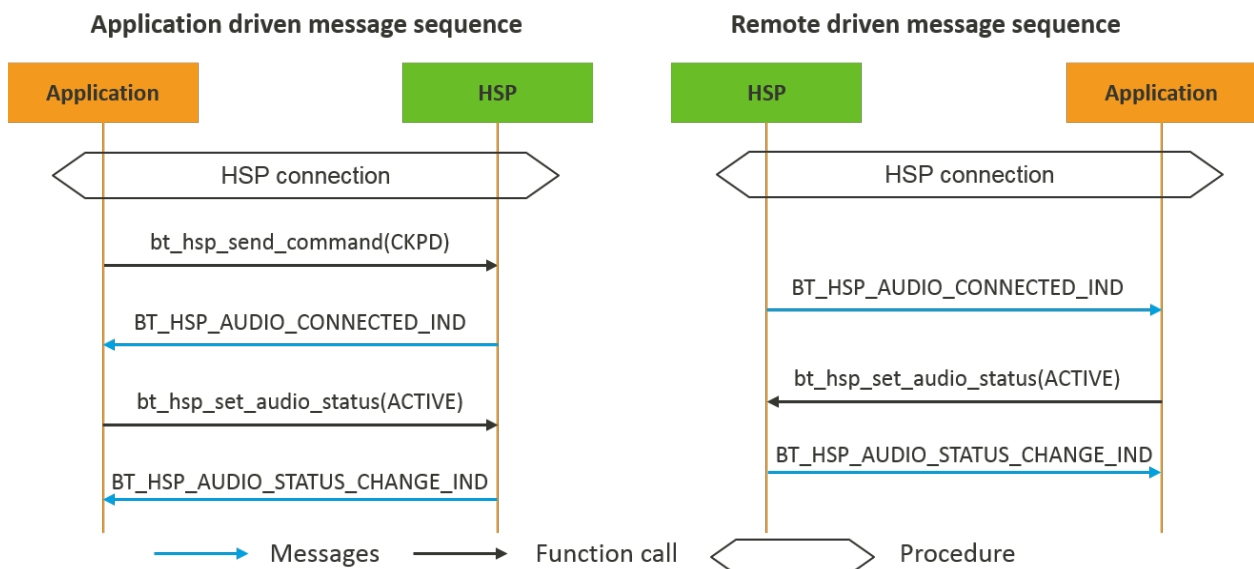 Application driven message sequence
Application
HSP
HSP connection
bt_hsp_send_command(CKPD)
BT_HSP_AUDIO_CONNECTED_IND
bt_hsp_set_audio_status(ACTIVE)
BT_HSP_AUDIO_STATUS_CHANGE_IND
Remote driven message sequence
HSP
Application
HSP connection
BT_HSP_AUDIO_CONNECTED_IND
bt_hsp_set_audio_status(ACTIVE)
BT_HSP_AUDIO_STATUS_CHANGE_IND
Messages
Function call
Procedure